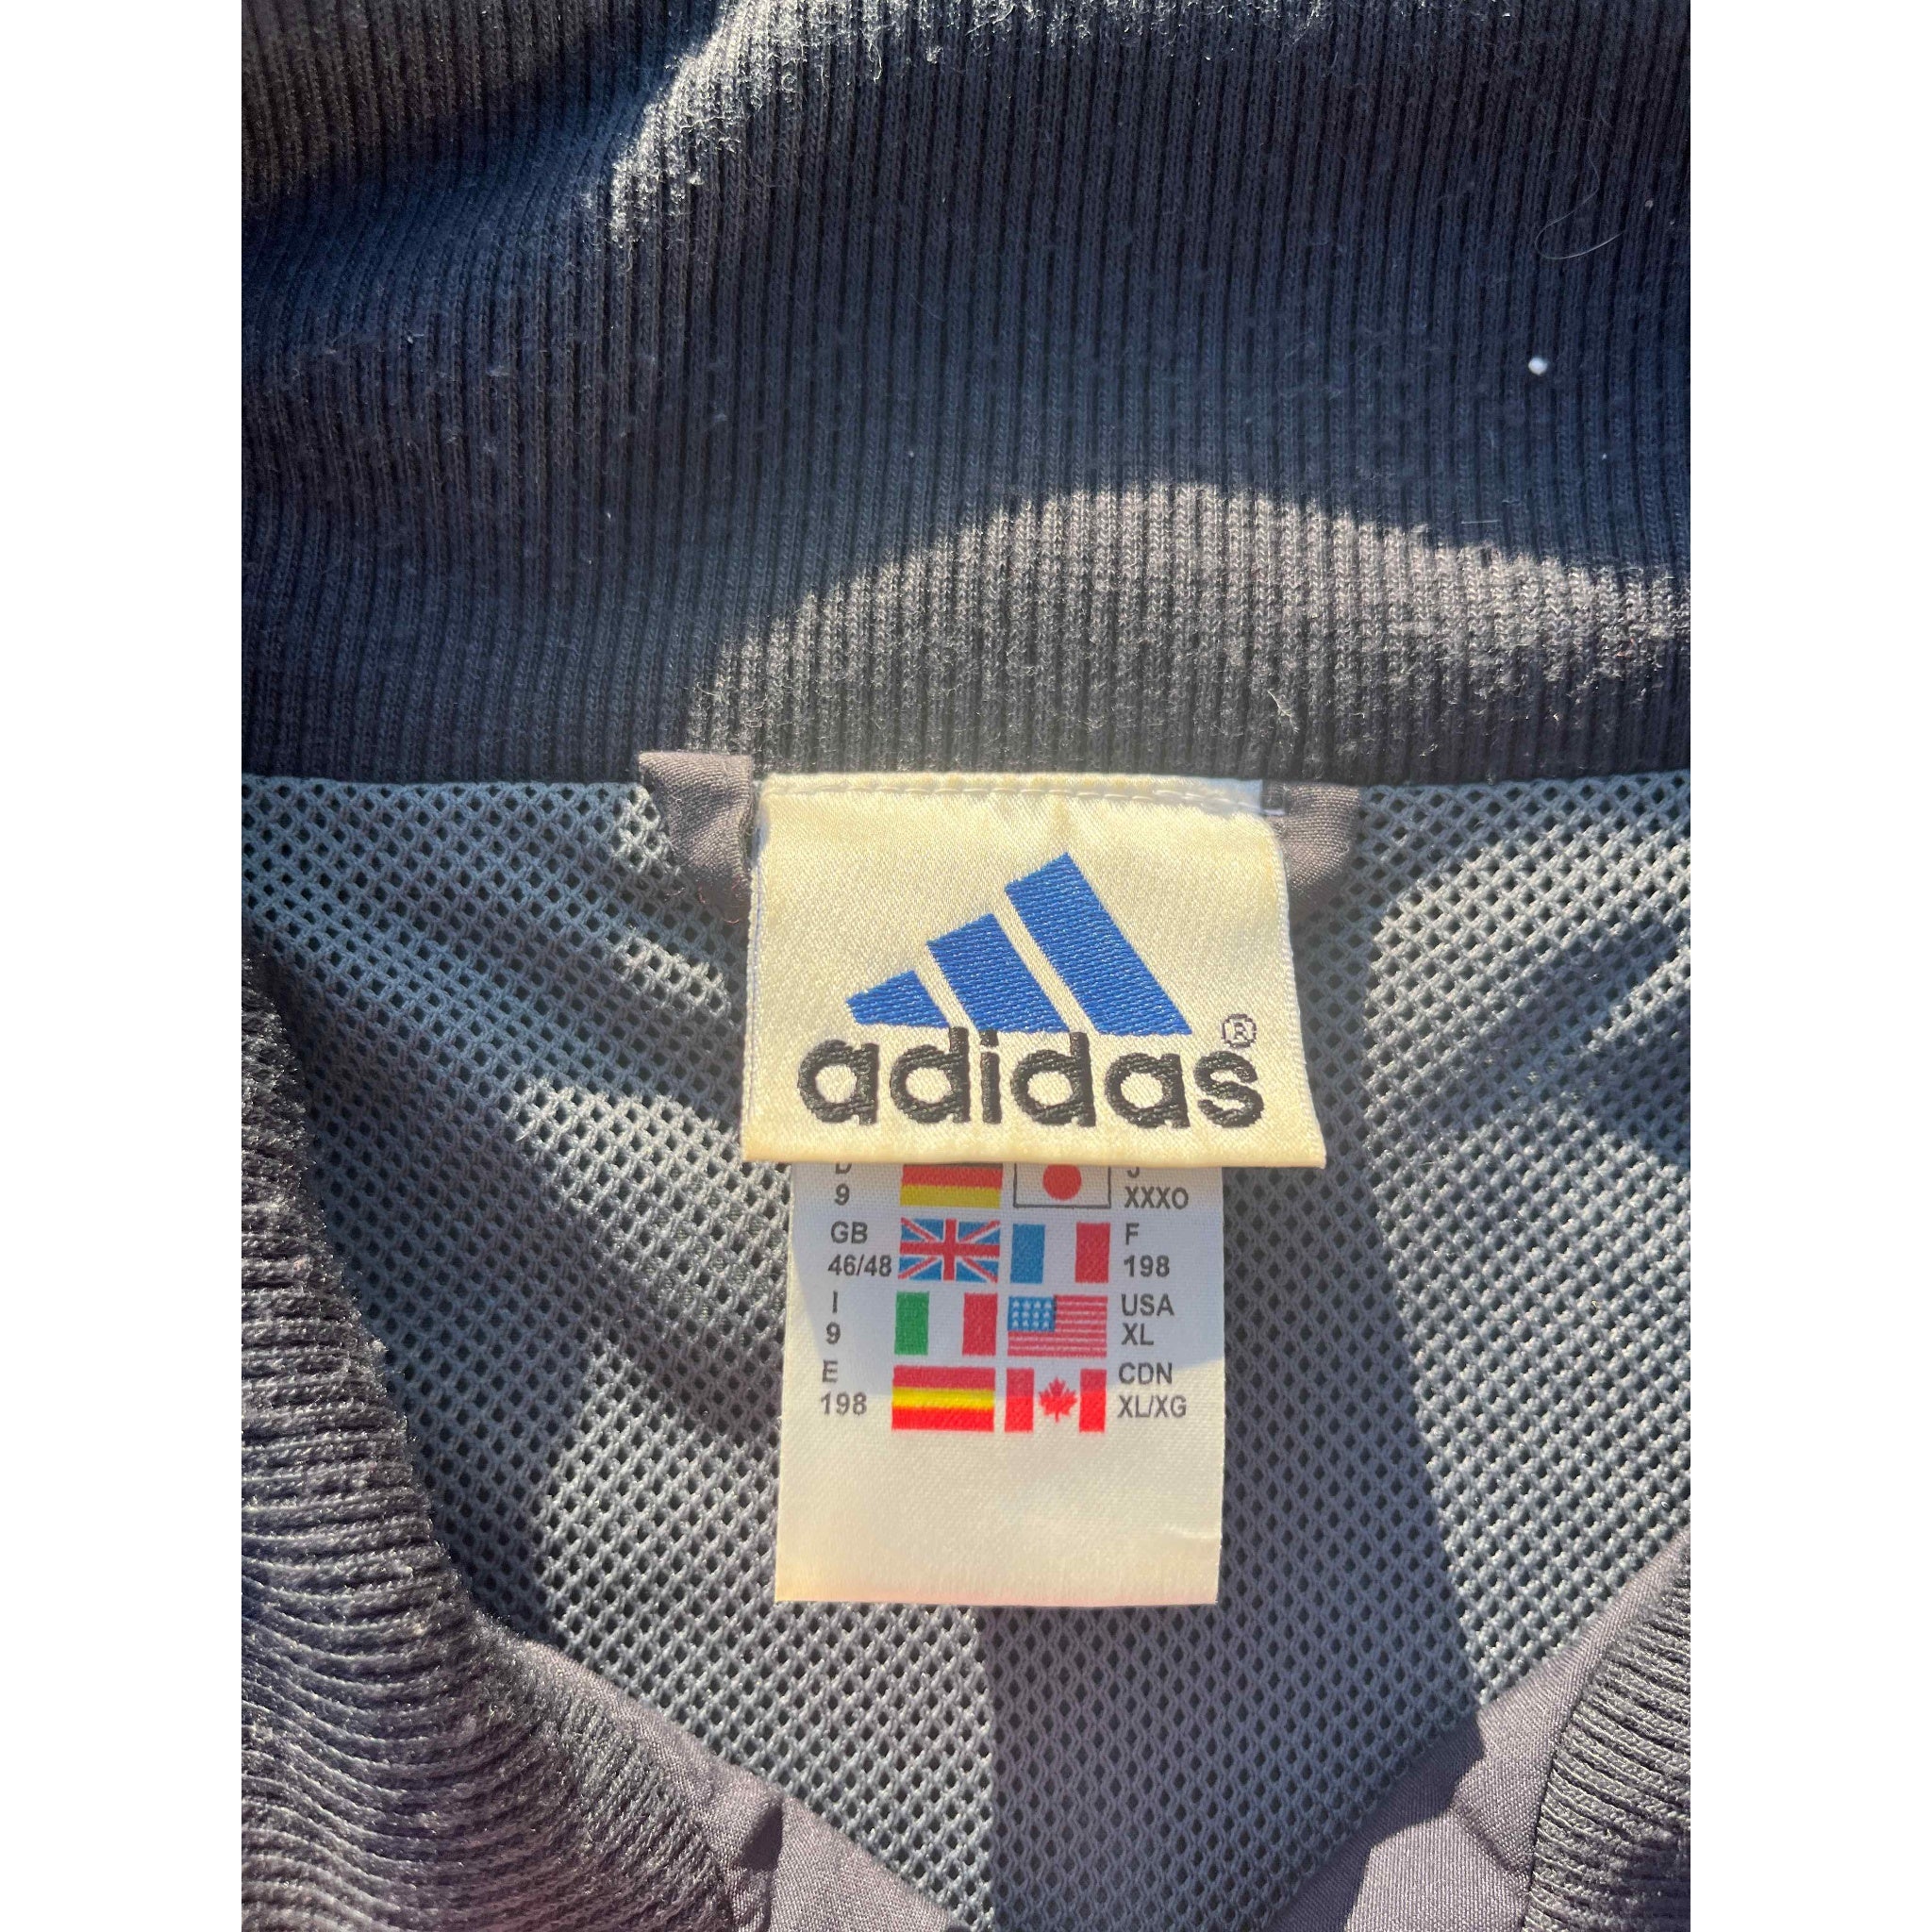 adidas®
D J
9 XXXO
GB F
46/48 198
I USA
9 XL
E CDN
198 XL/XG